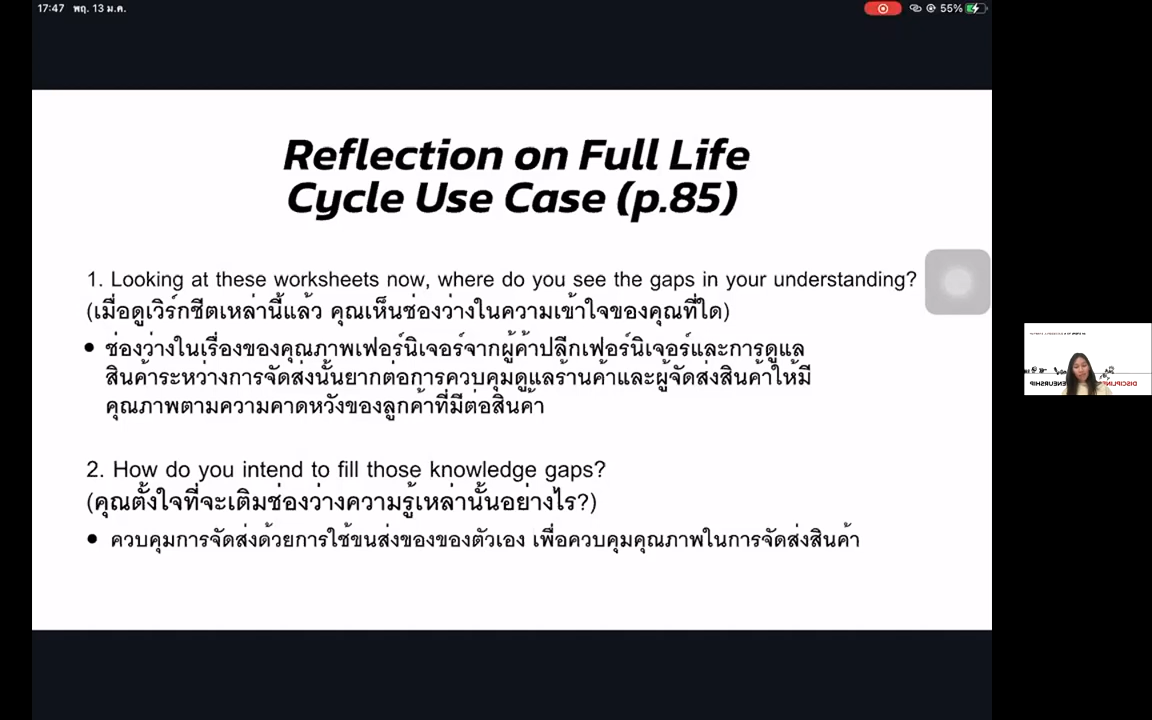 17:47 พฤ. 13 ม.ค.
55%
Reflection on Full Life
Cycle Use Case (p.85)
1. Looking at these worksheets now, where do you see the gaps in your understanding?
(เมื่อดูเวิร์กชีตเหล่านี้แล้ว คุณเห็นช่องว่างในความเข้าใจของคุณที่ใด)
• ช่องว่างในเรื่องของคุณภาพเฟอร์นิเจอร์จากผู้ค้าปลีกเฟอร์นิเจอร์และการดูแล
สินค้าระหว่างการจัดส่งนั้นยากต่อการควบคุมดูแลร้านค้าและผู้จัดส่งสินค้าให้มี
คุณภาพตามความคาดหวังของลูกค้าที่มีต่อสินค้า
2. How do you intend to fill those knowledge gaps?
(คุณตั้งใจที่จะเติมช่องว่างความรู้เหล่านั้นอย่างไร?)
• ควบคุมการจัดส่งด้วยการใช้ขนส่งของของตัวเอง เพื่อควบคุมคุณภาพในการจัดส่งสินค้า